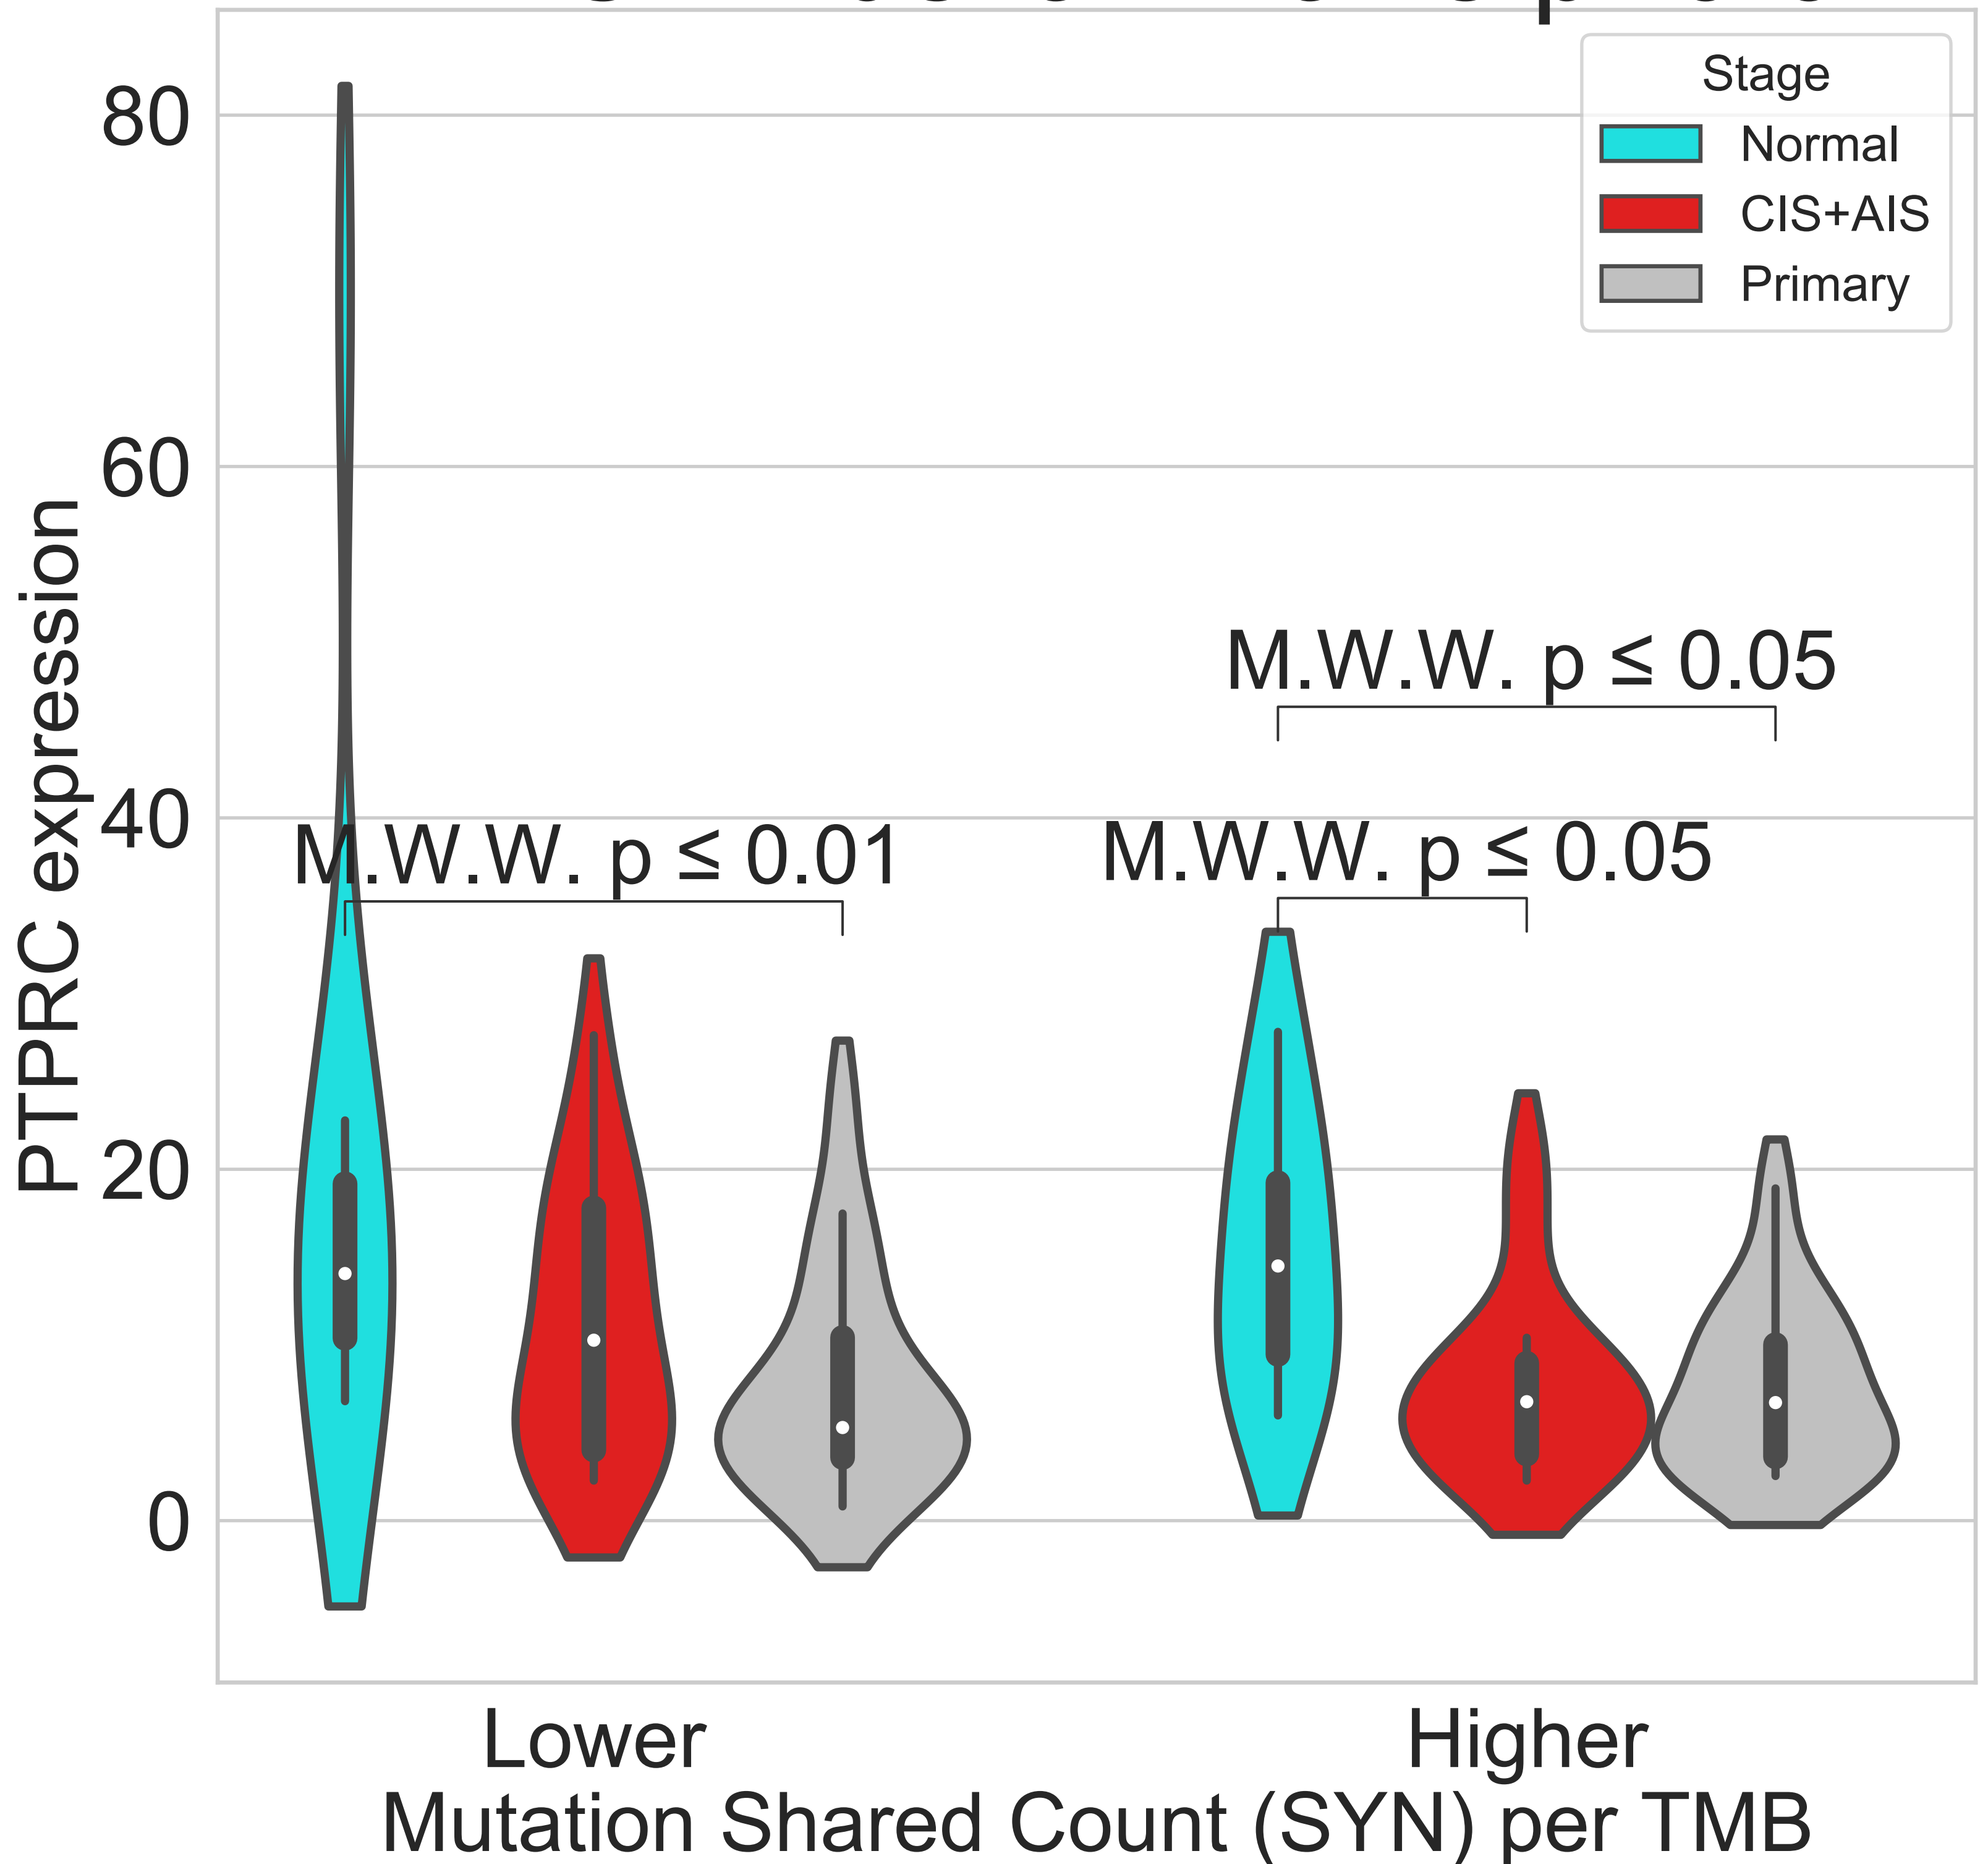 Stage
Normal
CIS+AIS
Primary
80
60
40
20
0
PTPRC expression
M.W.W. p ≤ 0.05
M.W.W. p ≤ 0.01
M.W.W. p ≤ 0.05
Lower
Higher
Mutation Shared Count (SYN) per TMB